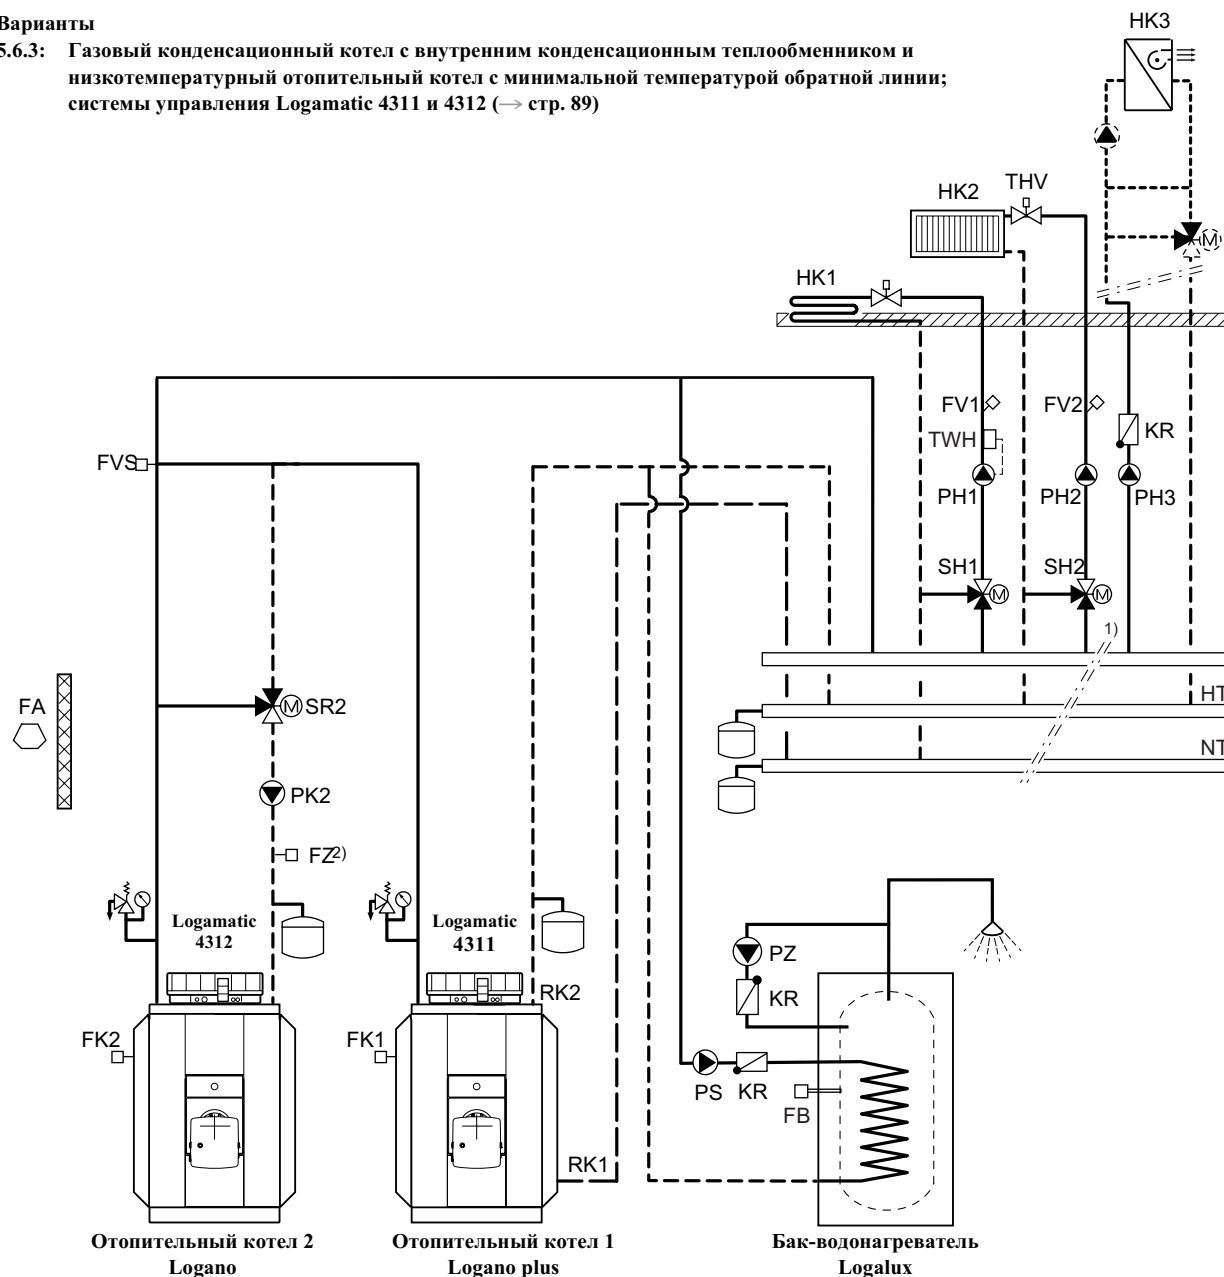 Варианты
5.6.3: Газовый конденсационный котел с внутренним конденсационным теплообменником и
низкотемпературный отопительный котел с минимальной температурой обратной линии;
системы управления Logamatic 4311 и 4312 (→ стр. 89)
HK3
HK2
THV
M
HK1
FV1
FV2
KR
TWH
FVS
PH1
PH2
PH3
SH1
SH2
M
M
1)
FA
M
SR2
HT
NT
PK2
FZ2)
Logamatic
4312
Logamatic
4311
PZ
KR
RK2
FK2
FK1
PS
KR
FB
RK1
Отопительный котел 2
Logano
Отопительный котел 1
Logano plus
Бак-водонагреватель
Logalux